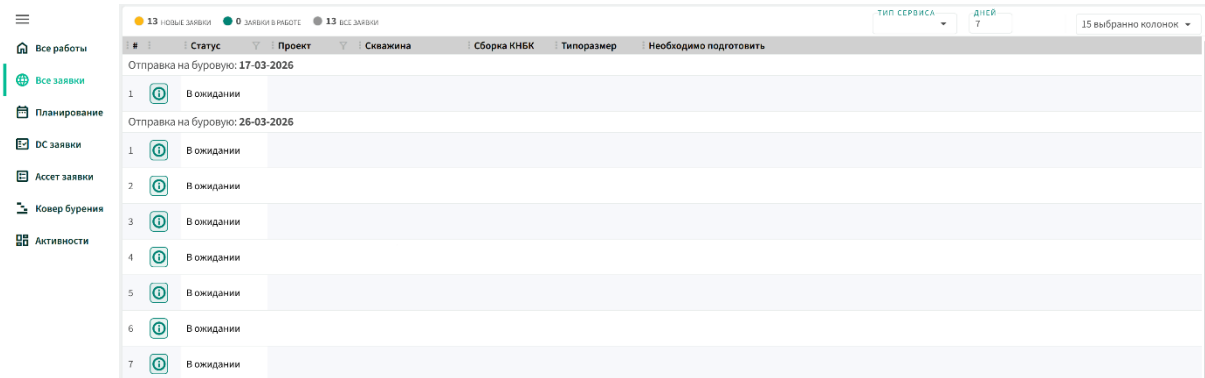 13 НОВЫЕ ЗАЯВКИ 0 ЗАЯВКИ В РАБОТЕ 13 ВСЕ ЗАЯВКИ
ТИП СЕРВИСА
ДНЕЙ
7
15 выбранно колонок
Все работы
Все заявки
Планирование
DC заявки
Ассет заявки
Ковер бурения
Активности
# Статус Проект Скважина Сборка КНБК Типоразмер Необходимо подготовить
Отправка на буровую: 17-03-2026
1 В ожидании
Отправка на буровую: 26-03-2026
1 В ожидании
2 В ожидании
3 В ожидании
4 В ожидании
5 В ожидании
6 В ожидании
7 В ожидании